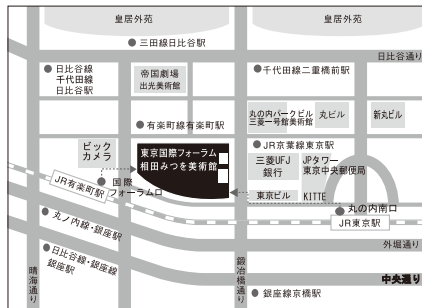 皇居外苑
皇居外苑
三田線日比谷駅
日比谷通り
日比谷線
千代田線
日比谷駅
帝国劇場
出光美術館
千代田線二重橋前駅
丸の内パークビル
三菱一号館美術館
丸ビル
新丸ビル
有楽町線有楽町駅
ビック
カメラ
東京国際フォーラム
相田みつを美術館
JR京葉線東京駅
三菱UFJ
銀行
JPタワー
東京中央郵便局
東京ビル
KITTE
JR有楽町駅
国際
フォーラム口
丸の内南口
JR東京駅
丸ノ内線・銀座駅
外堀通り
日比谷線・銀座線
銀座駅
晴海通り
鍛冶橋通り
中央通り
銀座線京橋駅